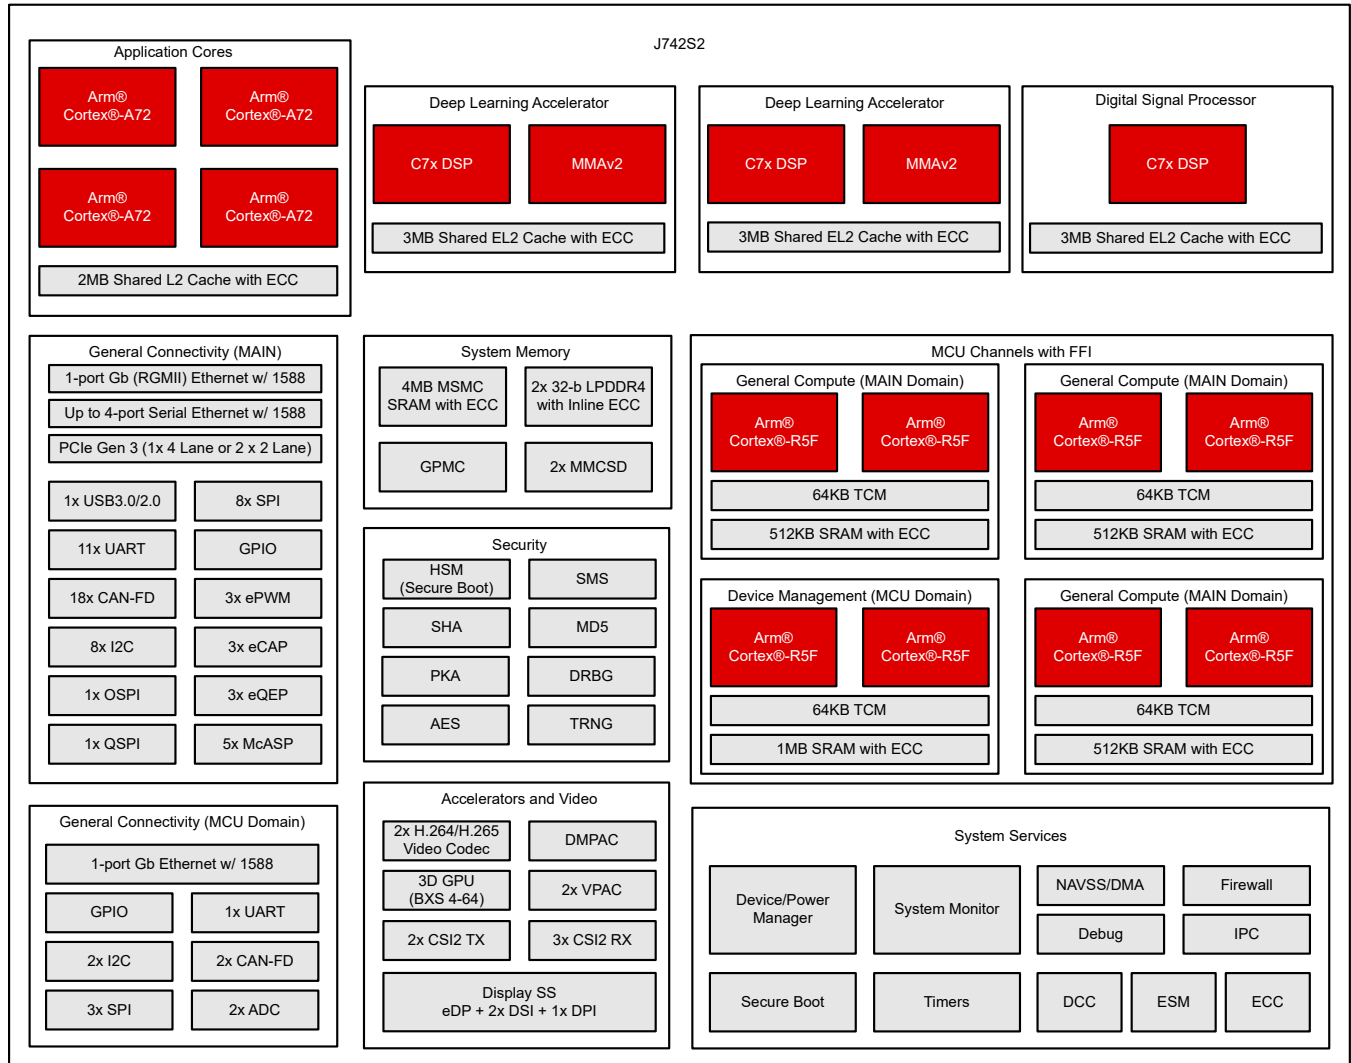 J742S2
Application Cores
Arm®
Cortex®-A72
Arm®
Cortex®-A72
Arm®
Cortex®-A72
Arm®
Cortex®-A72
2MB Shared L2 Cache with ECC
Deep Learning Accelerator
C7x DSP
MMAv2
3MB Shared EL2 Cache with ECC
Deep Learning Accelerator
C7x DSP
MMAv2
3MB Shared EL2 Cache with ECC
Digital Signal Processor
C7x DSP
3MB Shared EL2 Cache with ECC
General Connectivity (MAIN)
1-port Gb (RGMII) Ethernet w/ 1588
Up to 4-port Serial Ethernet w/ 1588
PCIe Gen 3 (1x 4 Lane or 2 x 2 Lane)
1x USB3.0/2.0
8x SPI
11x UART
GPIO
18x CAN-FD
3x ePWM
8x I2C
3x eCAP
1x OSPI
3x eQEP
1x QSPI
5x McASP
System Memory
4MB MSMC
SRAM with ECC
2x 32-b LPDDR4
with Inline ECC
GPMC
2x MMCSD
Security
HSM
(Secure Boot)
SMS
SHA
MD5
PKA
DRBG
AES
TRNG
MCU Channels with FFI
General Compute (MAIN Domain)
Arm®
Cortex®-R5F
Arm®
Cortex®-R5F
64KB TCM
512KB SRAM with ECC
General Compute (MAIN Domain)
Arm®
Cortex®-R5F
Arm®
Cortex®-R5F
64KB TCM
512KB SRAM with ECC
Device Management (MCU Domain)
Arm®
Cortex®-R5F
Arm®
Cortex®-R5F
64KB TCM
1MB SRAM with ECC
General Compute (MAIN Domain)
Arm®
Cortex®-R5F
Arm®
Cortex®-R5F
64KB TCM
512KB SRAM with ECC
General Connectivity (MCU Domain)
1-port Gb Ethernet w/ 1588
GPIO
1x UART
2x I2C
2x CAN-FD
3x SPI
2x ADC
Accelerators and Video
2x H.264/H.265
Video Codec
DMPAC
3D GPU
(BXS 4-64)
2x VPAC
2x CSI2 TX
3x CSI2 RX
Display SS
eDP + 2x DSI + 1x DPI
System Services
Device/Power
Manager
System Monitor
NAVSS/DMA
Firewall
Debug
IPC
Secure Boot
Timers
DCC
ESM
ECC